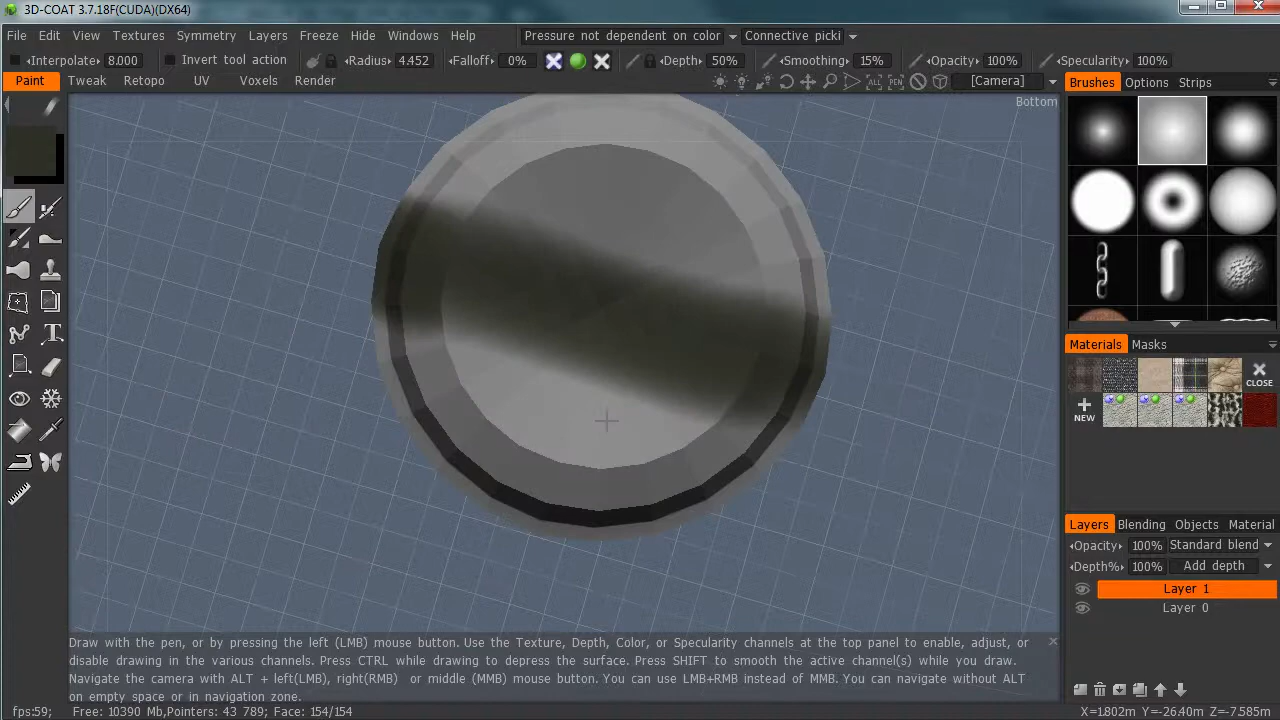 3D-COAT 3.7.18F(CUDA)(DX64)
File Edit View Textures Symmetry Layers Freeze Hide Windows Help Pressure not dependent on color Connective picki
Interpolate: 8.000 Invert tool action Radius: 4.452 Falloff: 0% Depth: 50% Smoothing: 15% Opacity: 100% Specularity: 100%
Paint Tweak Retopo UV Voxels Render ALL PEN [Camera] Brushes Options Strips
Bottom
Materials Masks
CLOSE
NEW
Layers Blending Objects Material
Opacity 100% Standard blend
Depth% 100% Add depth
Layer 1
Layer 0
Draw with the pen, or by pressing the left (LMB) mouse button. Use the Texture, Depth, Color, or Specularity channels at the top panel to enable, adjust, or
disable drawing in the various channels. Press CTRL while drawing to depress the surface. Press SHIFT to smooth the active channel(s) while you draw.
Navigate the camera with ALT + left(LMB), right(RMB) or middle (MMB) mouse button. You can use LMB+RMB instead of MMB. You can navigate without ALT
on empty space or in navigation zone.
fps:59; Free: 10390 Mb,Pointers: 43 789; Face: 154/154 X=1.802m Y=-26.40m Z=-7.585m